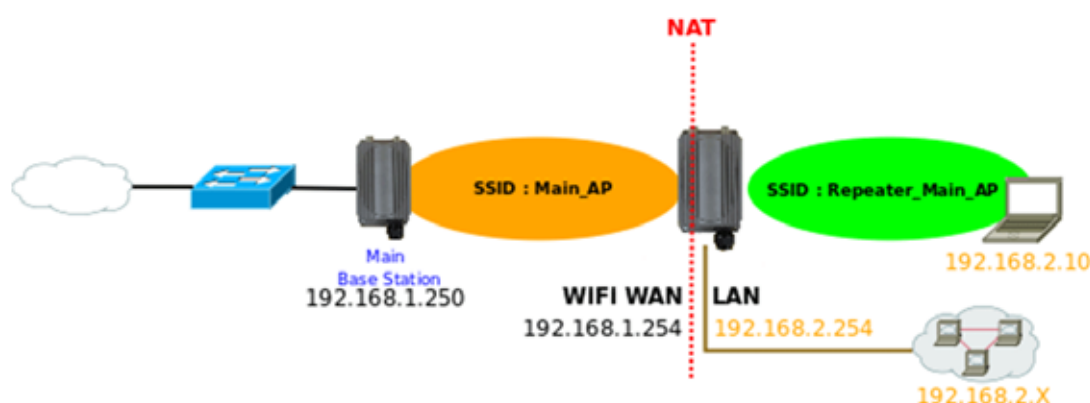 NAT
SSID : Main_AP
SSID : Repeater_Main_AP
Main
Base Station
192.168.1.250
192.168.2.10
WIFI WAN
LAN
192.168.1.254
192.168.2.254
192.168.2.X